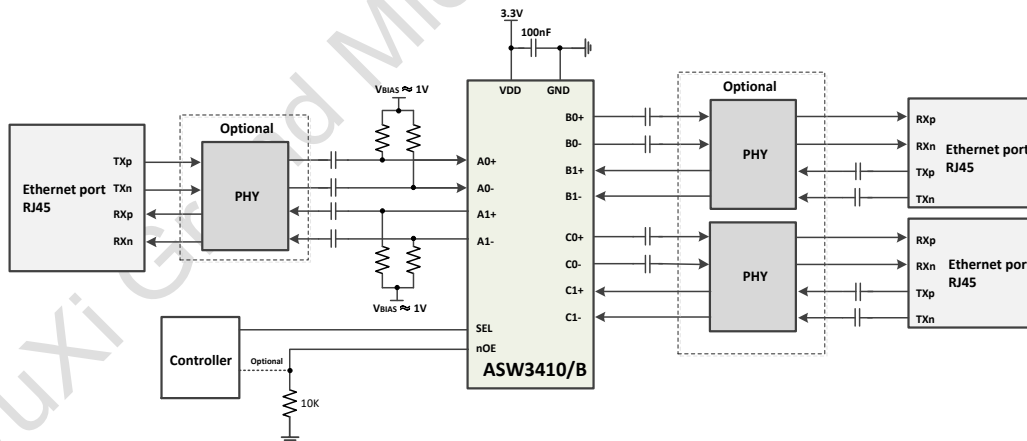 3.3V
100nF
VDD GND
VBIAS ≈ 1V
Optional
Ethernet port
RJ45
TXp
TXn
RXp
RXn
PHY
A0+
A0-
A1+
A1-
VBIAS ≈ 1V
SEL
nOE
ASW3410/B
Controller
Optional
10K
B0+
B0-
B1+
B1-
C0+
C0-
C1+
C1-
Optional
PHY
PHY
RXp
RXn
TXp
TXn
Ethernet port
RJ45
RXp
RXn
TXp
TXn
Ethernet port
RJ45